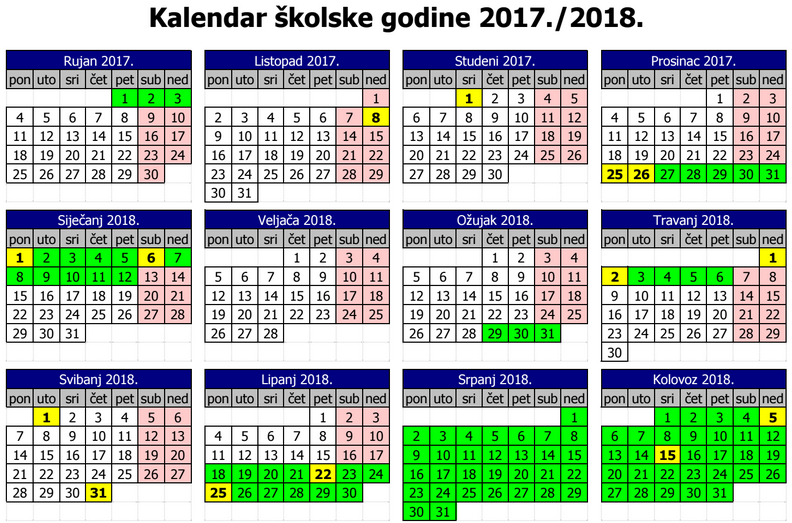 Kalendar školske godine 2017./2018.
Rujan 2017.
pon uto sri čet pet sub ned
1 2 3
4 5 6 7 8 9 10
11 12 13 14 15 16 17
18 19 20 21 22 23 24
25 26 27 28 29 30
Listopad 2017.
pon uto sri čet pet sub ned
1
2 3 4 5 6 7 8
9 10 11 12 13 14 15
16 17 18 19 20 21 22
23 24 25 26 27 28 29
30 31
Studeni 2017.
pon uto sri čet pet sub ned
1 2 3 4 5
6 7 8 9 10 11 12
13 14 15 16 17 18 19
20 21 22 23 24 25 26
27 28 29 30
Prosinac 2017.
pon uto sri čet pet sub ned
1 2 3
4 5 6 7 8 9 10
11 12 13 14 15 16 17
18 19 20 21 22 23 24
25 26 27 28 29 30 31
Siječanj 2018.
pon uto sri čet pet sub ned
1 2 3 4 5 6 7
8 9 10 11 12 13 14
15 16 17 18 19 20 21
22 23 24 25 26 27 28
29 30 31
Veljača 2018.
pon uto sri čet pet sub ned
1 2 3 4
5 6 7 8 9 10 11
12 13 14 15 16 17 18
19 20 21 22 23 24 25
26 27 28
Ožujak 2018.
pon uto sri čet pet sub ned
1 2 3 4
5 6 7 8 9 10 11
12 13 14 15 16 17 18
19 20 21 22 23 24 25
26 27 28 29 30 31
Travanj 2018.
pon uto sri čet pet sub ned
1
2 3 4 5 6 7 8
9 10 11 12 13 14 15
16 17 18 19 20 21 22
23 24 25 26 27 28 29
30
Svibanj 2018.
pon uto sri čet pet sub ned
1 2 3 4 5 6
7 8 9 10 11 12 13
14 15 16 17 18 19 20
21 22 23 24 25 26 27
28 29 30 31
Lipanj 2018.
pon uto sri čet pet sub ned
1 2 3
4 5 6 7 8 9 10
11 12 13 14 15 16 17
18 19 20 21 22 23 24
25 26 27 28 29 30
Srpanj 2018.
pon uto sri čet pet sub ned
1
2 3 4 5 6 7 8
9 10 11 12 13 14 15
16 17 18 19 20 21 22
23 24 25 26 27 28 29
30 31
Kolovoz 2018.
pon uto sri čet pet sub ned
1 2 3 4 5
6 7 8 9 10 11 12
13 14 15 16 17 18 19
20 21 22 23 24 25 26
27 28 29 30 31